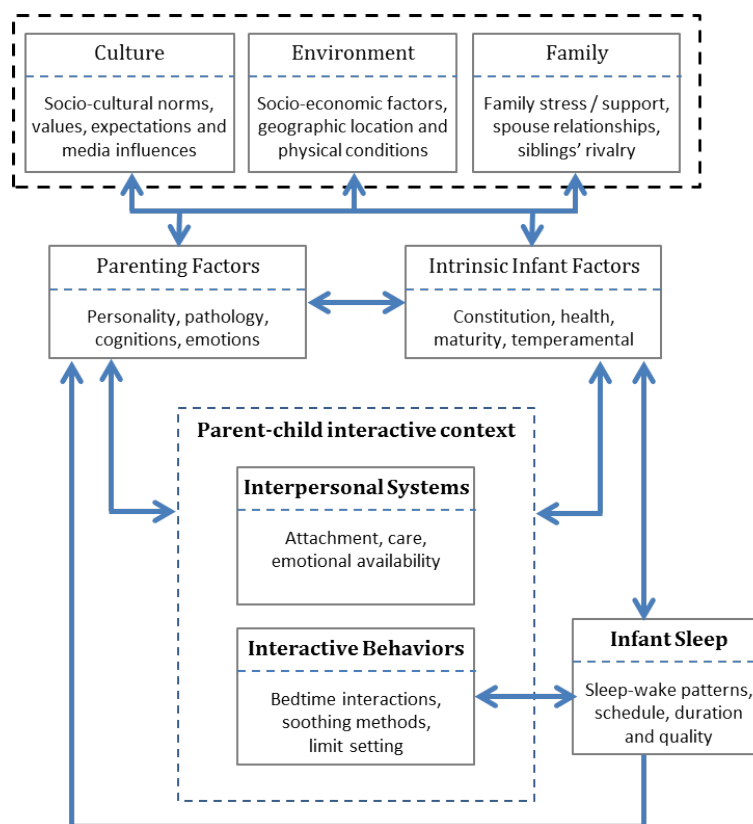 Culture
Socio-cultural norms,
values, expectations and
media influences
Environment
Socio-economic factors,
geographic location and
physical conditions
Family
Family stress / support,
spouse relationships,
siblings' rivalry
Parenting Factors
Personality, pathology,
cognitions, emotions
Intrinsic Infant Factors
Constitution, health,
maturity, temperamental
Parent-child interactive context
Interpersonal Systems
Attachment, care,
emotional availability
Interactive Behaviors
Bedtime interactions,
soothing methods,
limit setting
Infant Sleep
Sleep-wake patterns,
schedule, duration
and quality